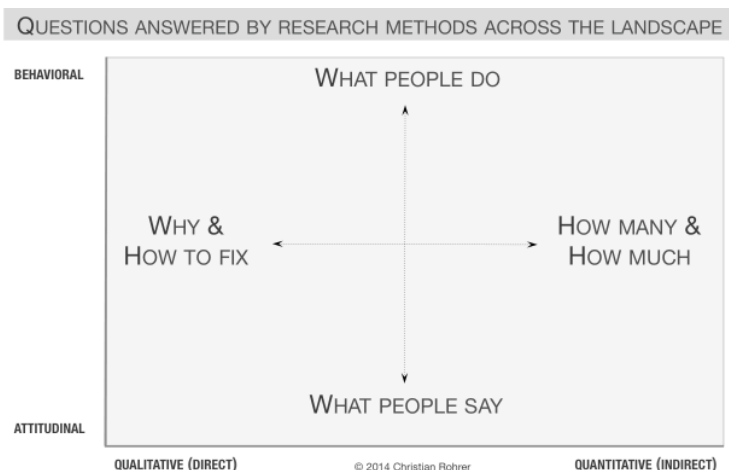 QUESTIONS ANSWERED BY RESEARCH METHODS ACROSS THE LANDSCAPE
BEHAVIORAL
WHAT PEOPLE DO
WHY &
HOW TO FIX
HOW MANY &
HOW MUCH
WHAT PEOPLE SAY
ATTITUDINAL
QUALITATIVE (DIRECT)
© 2014 Christian Rohrer
QUANTITATIVE (INDIRECT)